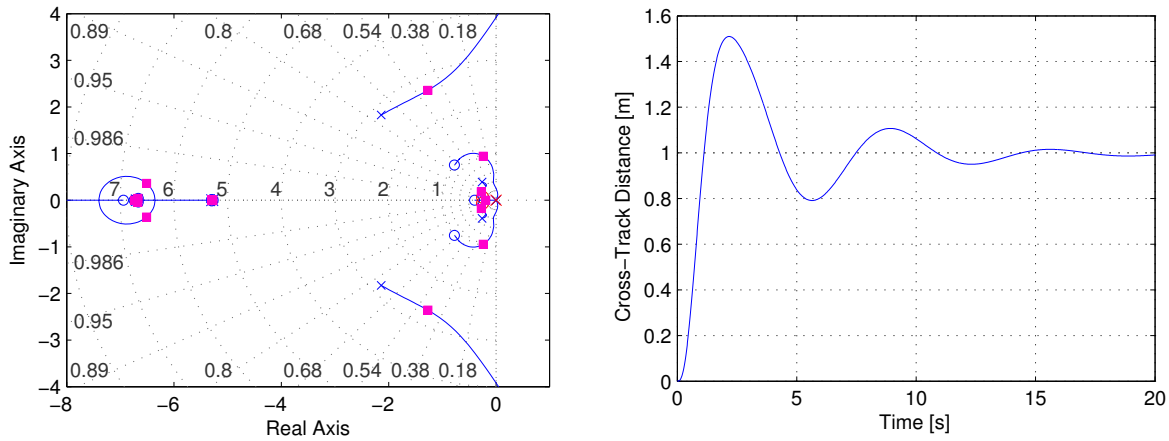 4
3
2
1
0
−1
−2
−3
−4
Imaginary Axis
0.89 0.8 0.68 0.54 0.38 0.18
0.95
0.986
7 6 5 4 3 2 1
0.986
0.95
0.89 0.8 0.68 0.54 0.38 0.18
−8 −6 −4 −2 0
Real Axis
1.6
1.4
1.2
1
0.8
0.6
0.4
0.2
0
Cross−Track Distance [m]
0 5 10 15 20
Time [s]